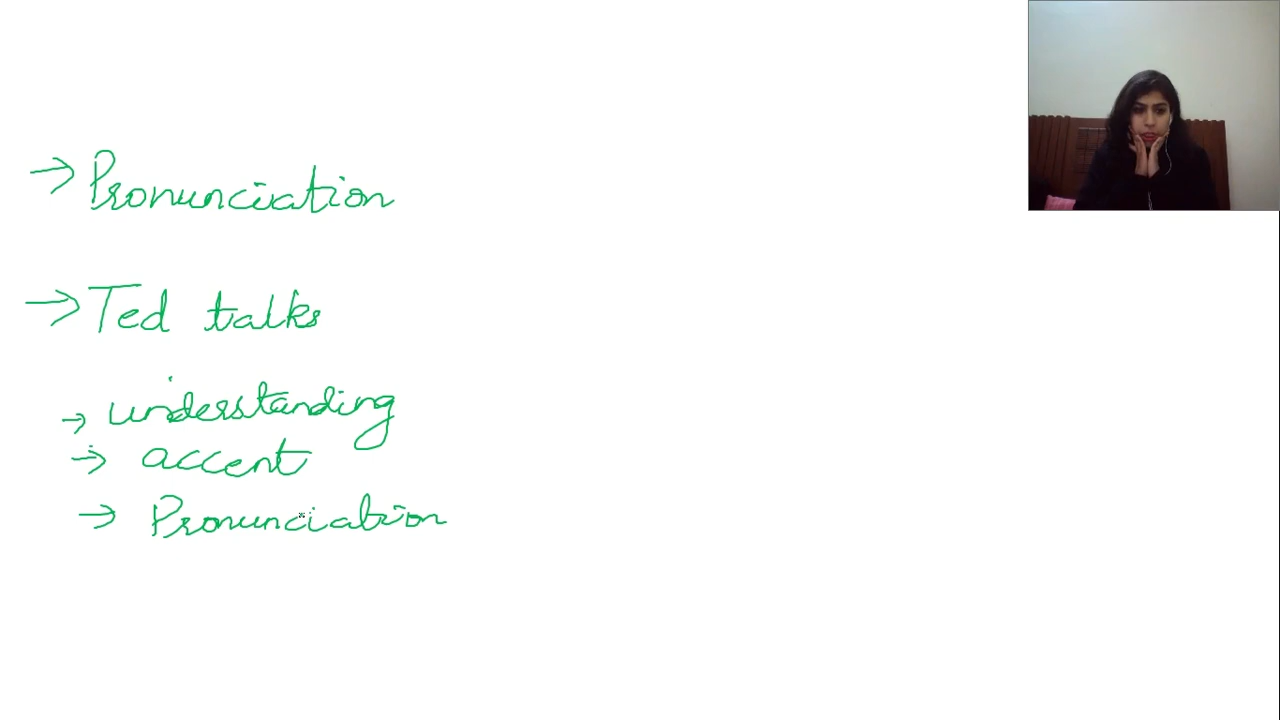 → Pronunciation
→ Ted talks
→ understanding
→ accent
→ Pronunciation